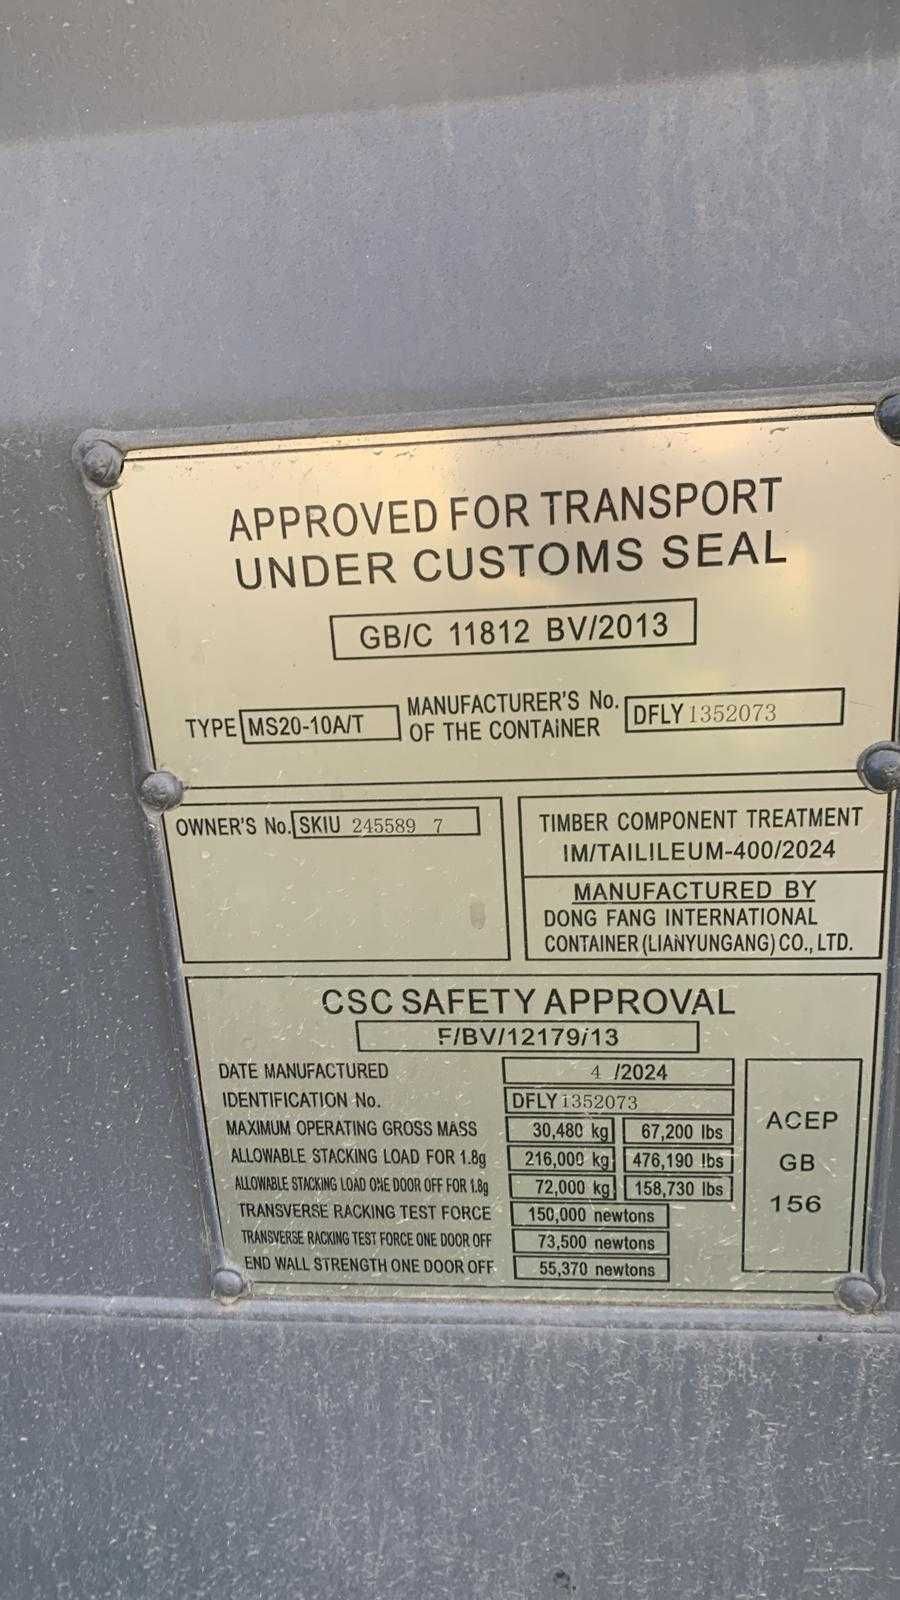 APPROVED FOR TRANSPORT
UNDER CUSTOMS SEAL
GB/C 11812 BV/2013
TYPE MS20-10A/T MANUFACTURER'S No. OF THE CONTAINER DFLY 1352073
OWNER'S No. SKIU 245589 7
TIMBER COMPONENT TREATMENT
IM/TAILILEUM-400/2024
MANUFACTURED BY
DONG FANG INTERNATIONAL
CONTAINER (LIANYUNGANG) CO., LTD.
CSC SAFETY APPROVAL
F/BV/12179/13
DATE MANUFACTURED 4 /2024
IDENTIFICATION No. DFLY 1352073
MAXIMUM OPERATING GROSS MASS 30,480 kg 67,200 lbs
ALLOWABLE STACKING LOAD FOR 1.8g 216,000 kg 476,190 lbs
ALLOWABLE STACKING LOAD ONE DOOR OFF FOR 1.8g 72,000 kg 158,730 lbs
TRANSVERSE RACKING TEST FORCE 150,000 newtons
TRANSVERSE RACKING TEST FORCE ONE DOOR OFF 73,500 newtons
END WALL STRENGTH ONE DOOR OFF 55,370 newtons
ACEP
GB
156